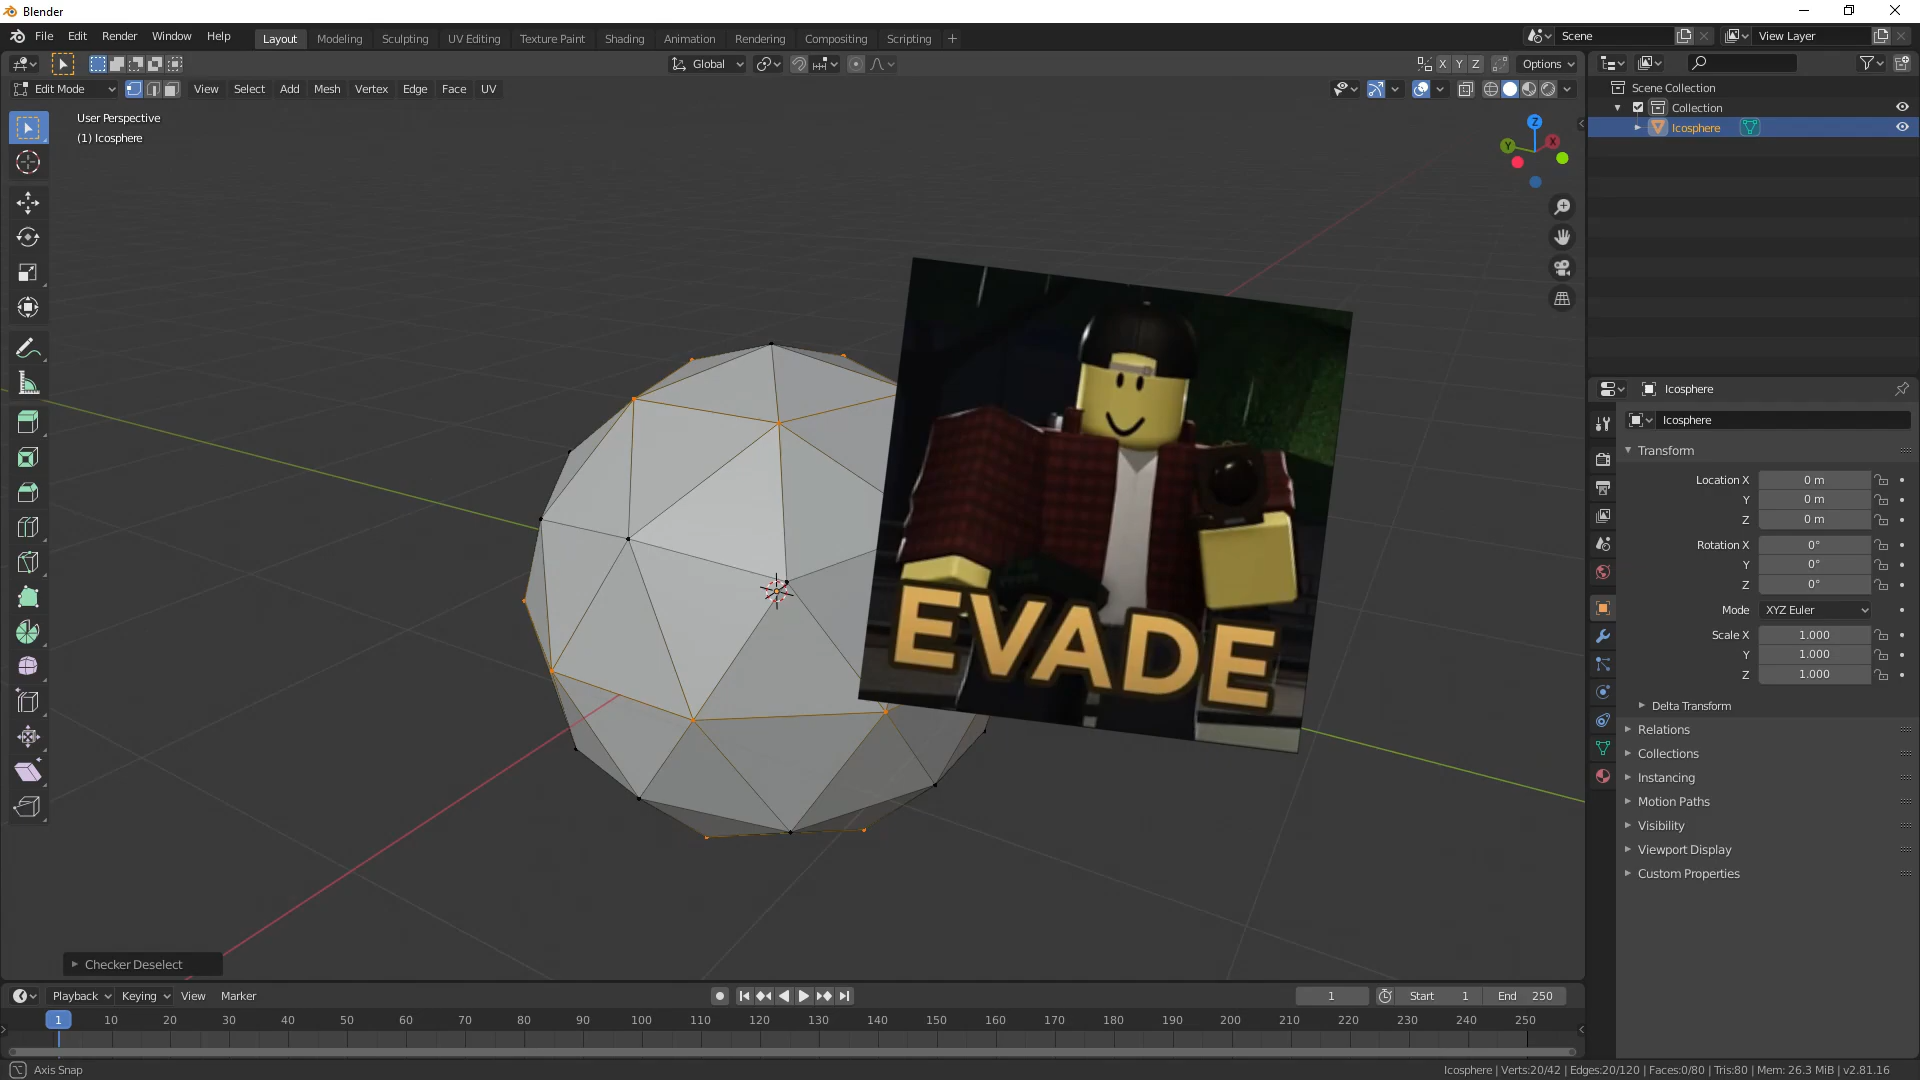 Blender
File Edit Render Window Help Layout Modeling Sculpting UV Editing Texture Paint Shading Animation Rendering Compositing Scripting + Scene View Layer
Global X Y Z Options
Edit Mode View Select Add Mesh Vertex Edge Face UV
User Perspective
(1) Icosphere
Z
Y X
EVADE
Checker Deselect
Scene Collection
Collection
Icosphere
Icosphere
Icosphere
Transform
Location X 0 m
Y 0 m
Z 0 m
Rotation X 0°
Y 0°
Z 0°
Mode XYZ Euler
Scale X 1.000
Y 1.000
Z 1.000
Delta Transform
Relations
Collections
Instancing
Motion Paths
Visibility
Viewport Display
Custom Properties
Playback Keying View Marker 1 Start 1 End 250
1 10 20 30 40 50 60 70 80 90 100 110 120 130 140 150 160 170 180 190 200 210 220 230 240 250
Axis Snap
Icosphere | Verts:20/42 | Edges:20/120 | Faces:0/80 | Tris:80 | Mem: 26.3 MiB | v2.81.16